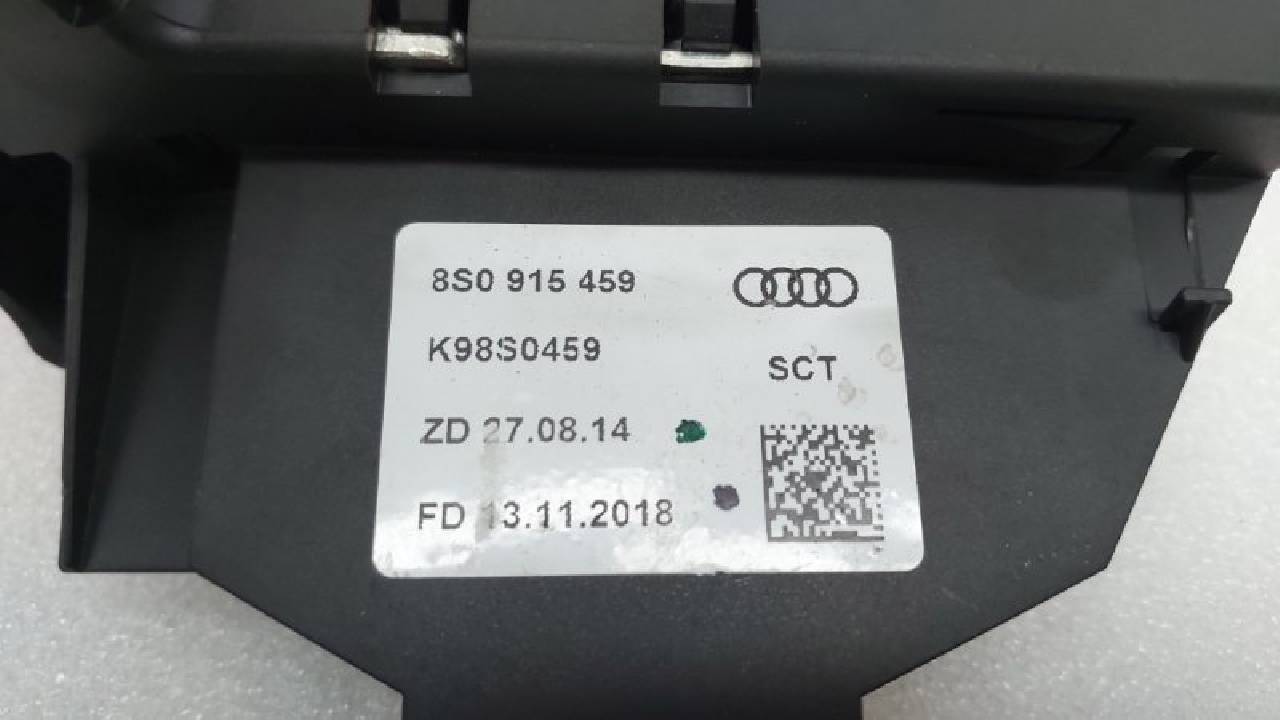 8S0 915 459
K98S0459
SCT
ZD 27.08.14
FD 13.11.2018